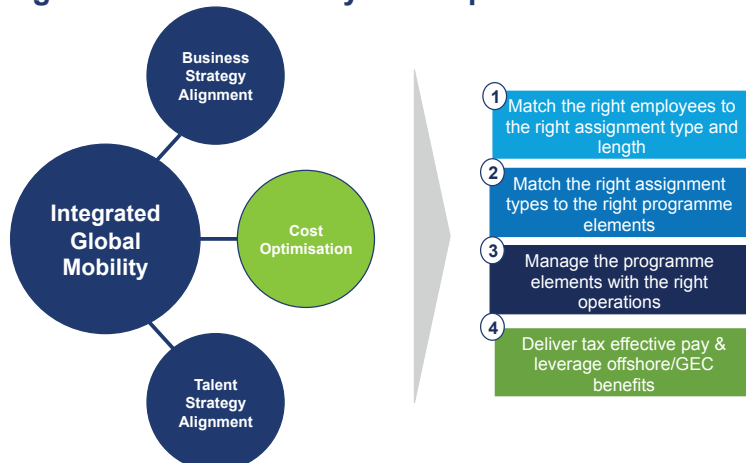 Business
Strategy
Alignment
Integrated
Global
Mobility
Cost
Optimisation
Talent
Strategy
Alignment
1
Match the right employees to
the right assignment type and
length
2
Match the right assignment
types to the right programme
elements
3
Manage the programme
elements with the right
operations
4
Deliver tax effective pay &
leverage offshore/GEC
benefits